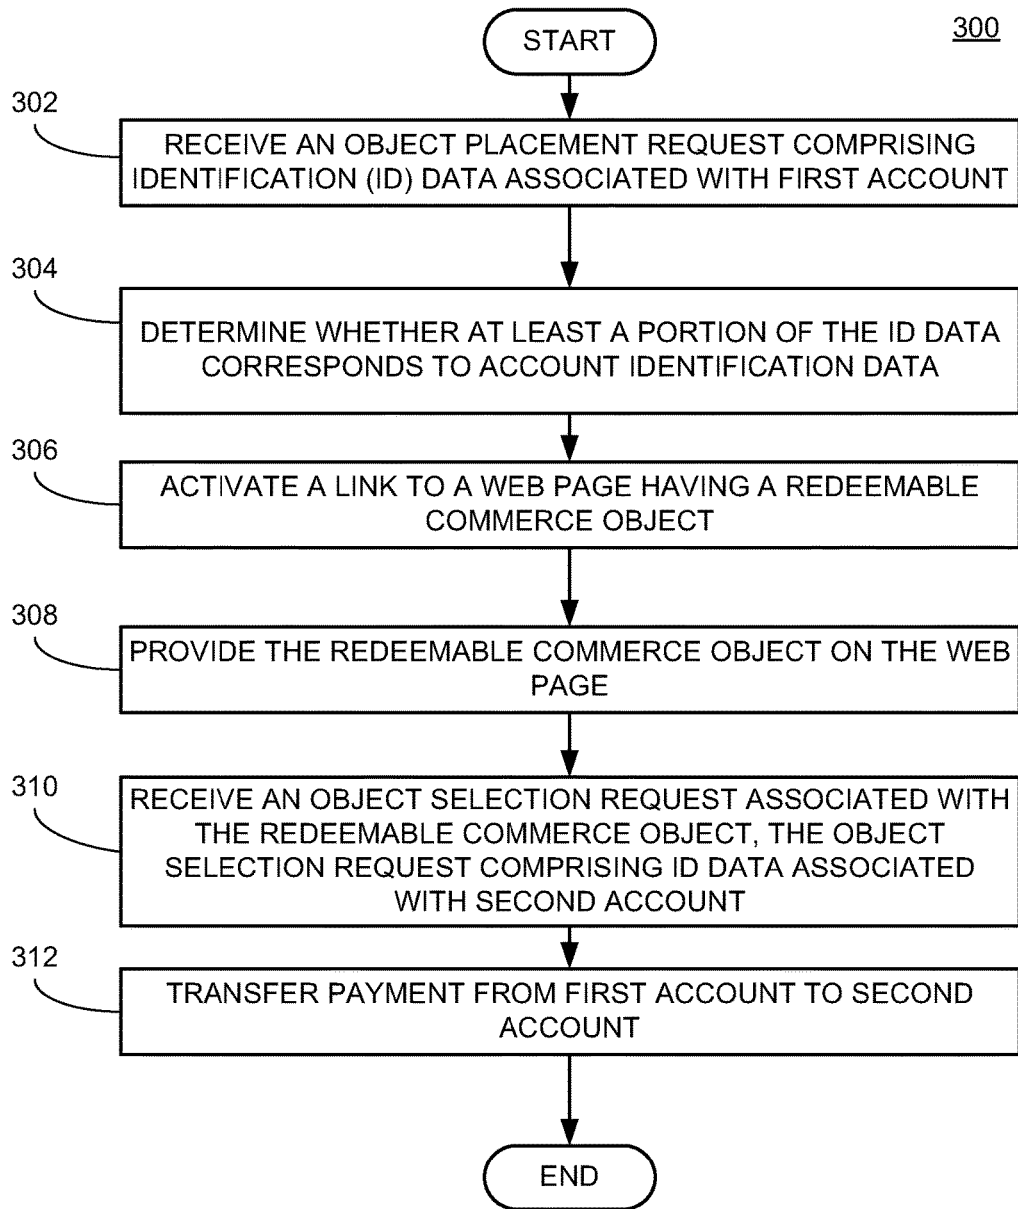 START
300
302
RECEIVE AN OBJECT PLACEMENT REQUEST COMPRISING
IDENTIFICATION (ID) DATA ASSOCIATED WITH FIRST ACCOUNT
304
DETERMINE WHETHER AT LEAST A PORTION OF THE ID DATA
CORRESPONDS TO ACCOUNT IDENTIFICATION DATA
306
ACTIVATE A LINK TO A WEB PAGE HAVING A REDEEMABLE
COMMERCE OBJECT
308
PROVIDE THE REDEEMABLE COMMERCE OBJECT ON THE WEB
PAGE
310
RECEIVE AN OBJECT SELECTION REQUEST ASSOCIATED WITH
THE REDEEMABLE COMMERCE OBJECT, THE OBJECT
SELECTION REQUEST COMPRISING ID DATA ASSOCIATED
WITH SECOND ACCOUNT
312
TRANSFER PAYMENT FROM FIRST ACCOUNT TO SECOND
ACCOUNT
END